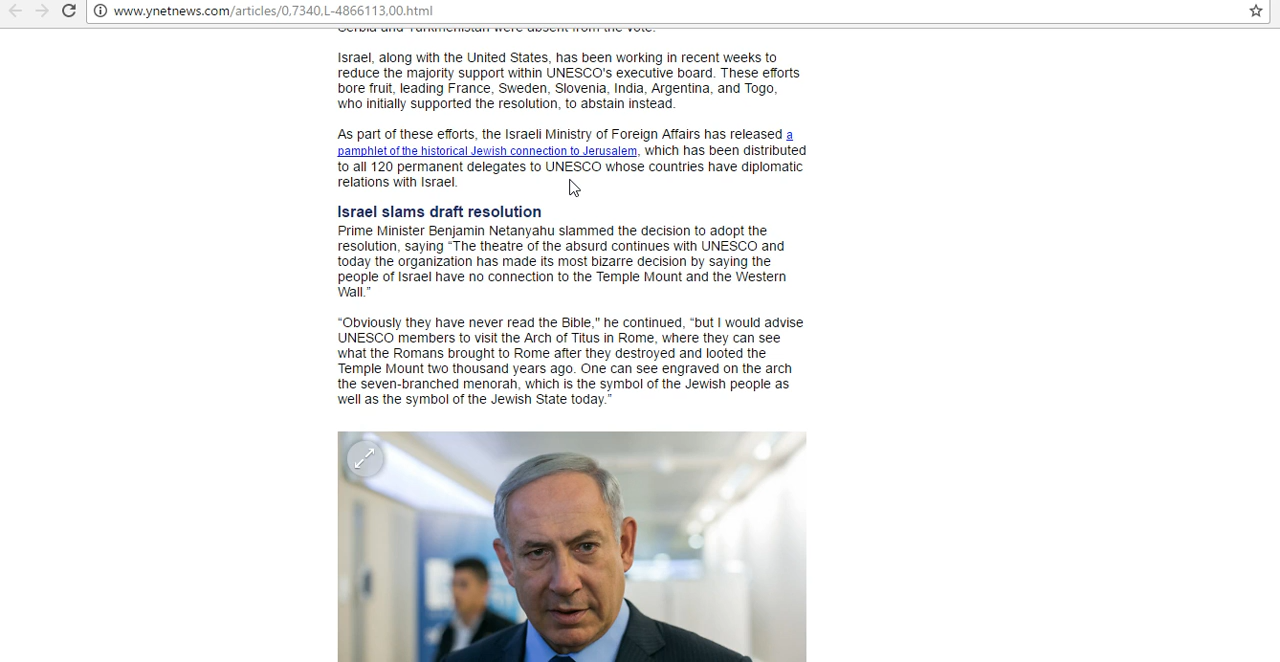 www.ynetnews.com/articles/0,7340,L-4866113,00.html
Serbia and Turkmenistan were absent from the vote.
Israel, along with the United States, has been working in recent weeks to
reduce the majority support within UNESCO's executive board. These efforts
bore fruit, leading France, Sweden, Slovenia, India, Argentina, and Togo,
who initially supported the resolution, to abstain instead.
As part of these efforts, the Israeli Ministry of Foreign Affairs has released a
pamphlet of the historical Jewish connection to Jerusalem, which has been distributed
to all 120 permanent delegates to UNESCO whose countries have diplomatic
relations with Israel.
Israel slams draft resolution
Prime Minister Benjamin Netanyahu slammed the decision to adopt the
resolution, saying “The theatre of the absurd continues with UNESCO and
today the organization has made its most bizarre decision by saying the
people of Israel have no connection to the Temple Mount and the Western
Wall.”
“Obviously they have never read the Bible," he continued, “but I would advise
UNESCO members to visit the Arch of Titus in Rome, where they can see
what the Romans brought to Rome after they destroyed and looted the
Temple Mount two thousand years ago. One can see engraved on the arch
the seven-branched menorah, which is the symbol of the Jewish people as
well as the symbol of the Jewish State today.”